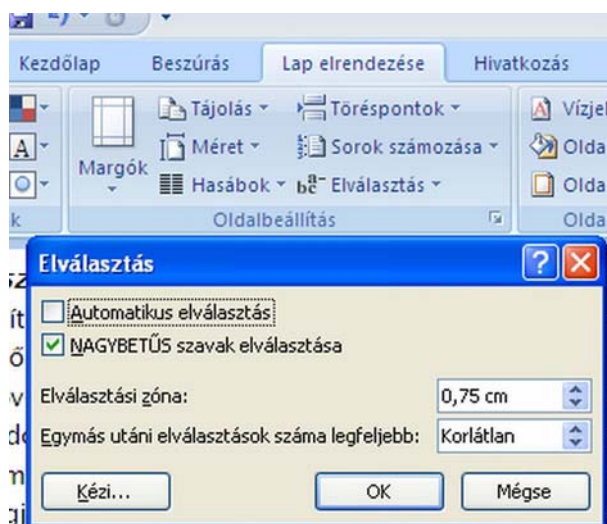 Kezdőlap Beszúrás Lap elrendezése Hivatkozás
Margók
Tájolás
Méret
Hasábok
Töréspontok
Sorok számozása
Elválasztás
Oldalbeállítás
Elválasztás
Automatikus elválasztás
NAGYBETŰS szavak elválasztása
Elválasztási zóna: 0,75 cm
Egymás utáni elválasztások száma legfeljebb: Korlátlan
Kézi... OK Mégse